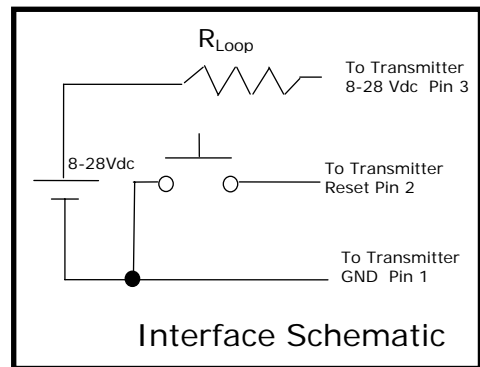 RLoop
To Transmitter
8-28 Vdc Pin 3
8-28Vdc
To Transmitter
Reset Pin 2
To Transmitter
GND Pin 1
Interface Schematic